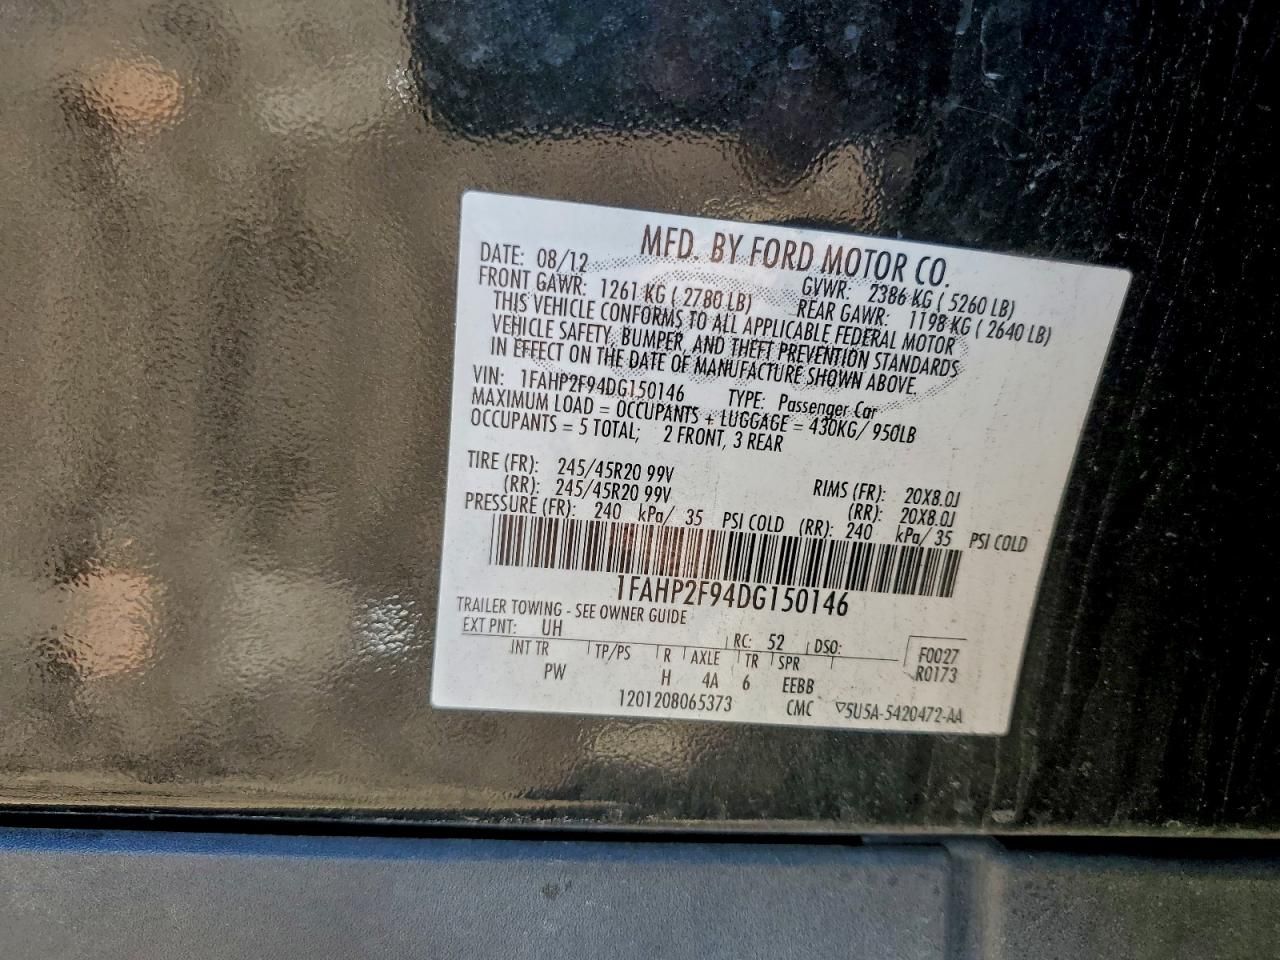 MFD. BY FORD MOTOR CO.
DATE: 08/12 GVWR: 2386 KG ( 5260 LB)
FRONT GAWR: 1261 KG ( 2780 LB) REAR GAWR: 1198 KG ( 2640 LB)
THIS VEHICLE CONFORMS TO ALL APPLICABLE FEDERAL MOTOR
VEHICLE SAFETY, BUMPER, AND THEFT PREVENTION STANDARDS
IN EFFECT ON THE DATE OF MANUFACTURE SHOWN ABOVE.
VIN: 1FAHP2F94DG150146 TYPE: Passenger Car
MAXIMUM LOAD = OCCUPANTS + LUGGAGE = 430KG/ 950LB
OCCUPANTS = 5 TOTAL; 2 FRONT, 3 REAR
TIRE (FR): 245/45R20 99V RIMS (FR): 20X8.0J
(RR): 245/45R20 99V (RR): 20X8.0J
PRESSURE (FR): 240 kPa/ 35 PSI COLD (RR): 240 kPa/ 35 PSI COLD
1FAHP2F94DG150146
TRAILER TOWING - SEE OWNER GUIDE
EXT PNT: UH RC: 52 DSO: F0027
INT TR TP/PS R AXLE TR SPR R0173
PW H 4A 6 EEBB
1201208065373 CMC ▽5U5A-5420472-AA